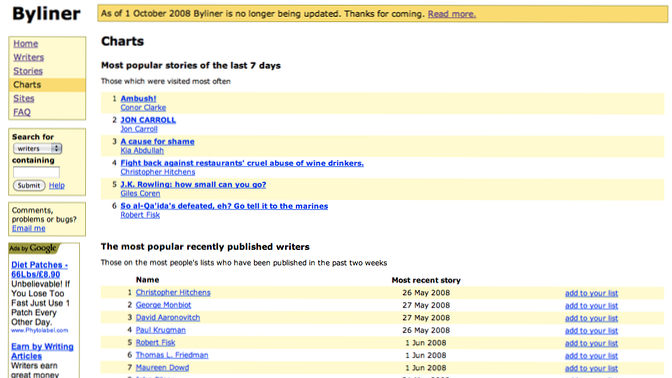 Byliner
As of 1 October 2008 Byliner is no longer being updated. Thanks for coming. Read more.
Home
Writers
Stories
Charts
Sites
FAQ
Search for
writers
containing
Submit Help
Comments,
problems or bugs?
Email me
Ads by Google
Diet Patches -
66Lbs/£8.90
Unbelievable! If
You Lose Too
Fast Just Use 1
Patch Every
Other Day.
www.Phytolabel.com
Earn by Writing
Articles
Writers earn
great money
Charts
Most popular stories of the last 7 days
Those which were visited most often
1 Ambush!
Conor Clarke
2 JON CARROLL
Jon Carroll
3 A cause for shame
Kia Abdullah
4 Fight back against restaurants' cruel abuse of wine drinkers.
Christopher Hitchens
5 J.K. Rowling: how small can you go?
Giles Coren
6 So al-Qa'ida's defeated, eh? Go tell it to the marines
Robert Fisk
The most popular recently published writers
Those on the most people's lists who have been published in the past two weeks
Name Most recent story
1 Christopher Hitchens 26 May 2008 add to your list
2 George Monbiot 27 May 2008 add to your list
3 David Aaronovitch 27 May 2008 add to your list
4 Paul Krugman 26 May 2008 add to your list
5 Robert Fisk 1 Jun 2008 add to your list
6 Thomas L. Friedman 1 Jun 2008 add to your list
7 Maureen Dowd 1 Jun 2008 add to your list